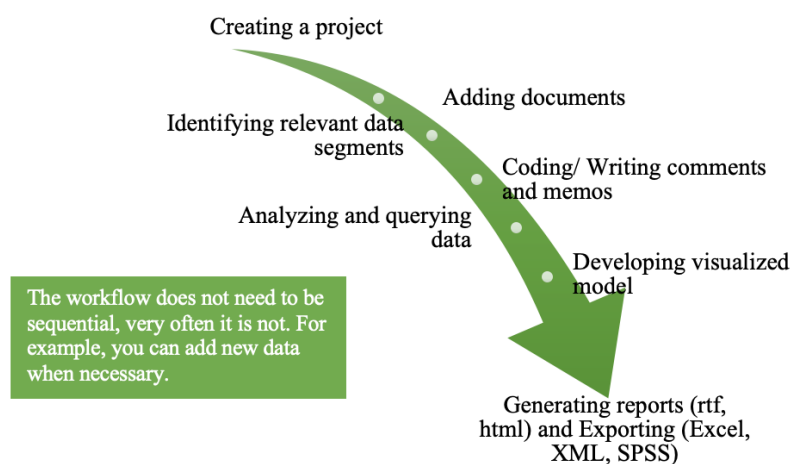 Creating a project
Adding documents
Identifying relevant data
segments
Coding/ Writing comments
and memos
Analyzing and querying
data
Developing visualized
model
The workflow does not need to be
sequential, very often it is not. For
example, you can add new data
when necessary.
Generating reports (rtf,
html) and Exporting (Excel,
XML, SPSS)